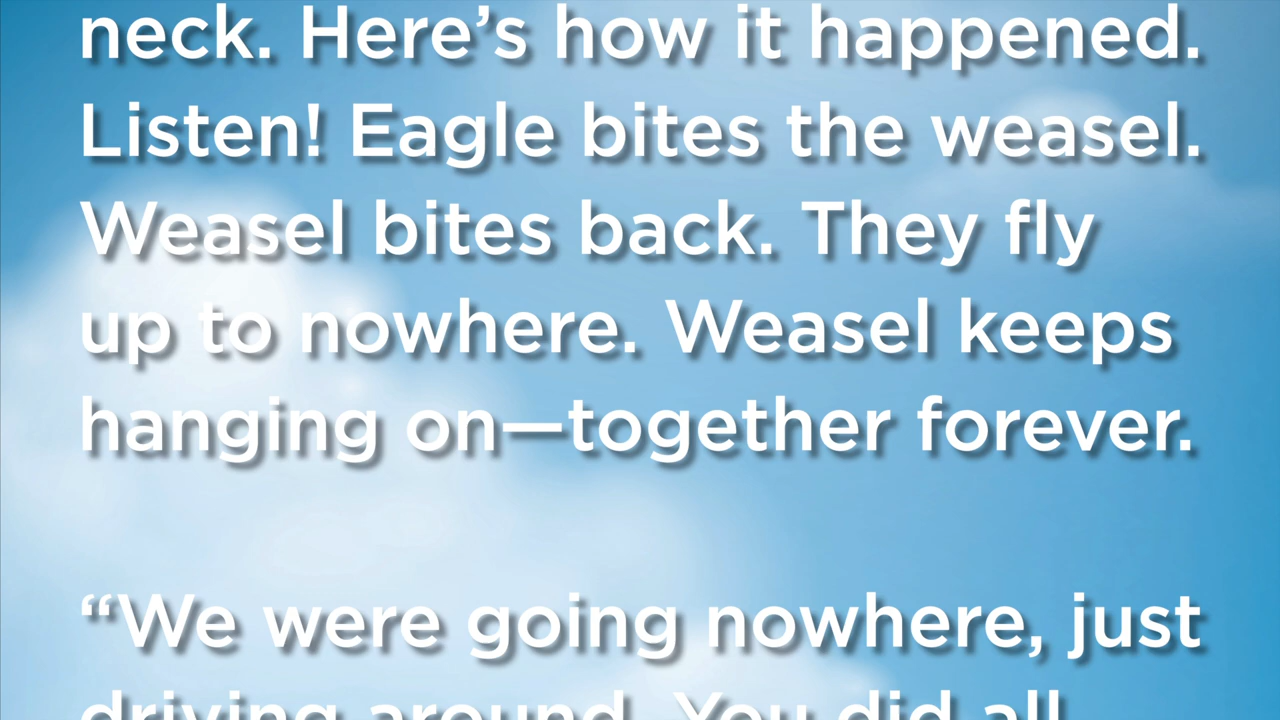 neck. Here’s how it happened.
Listen! Eagle bites the weasel.
Weasel bites back. They fly
up to nowhere. Weasel keeps
hanging on—together forever.
“We were going nowhere, just
driving around. You did all